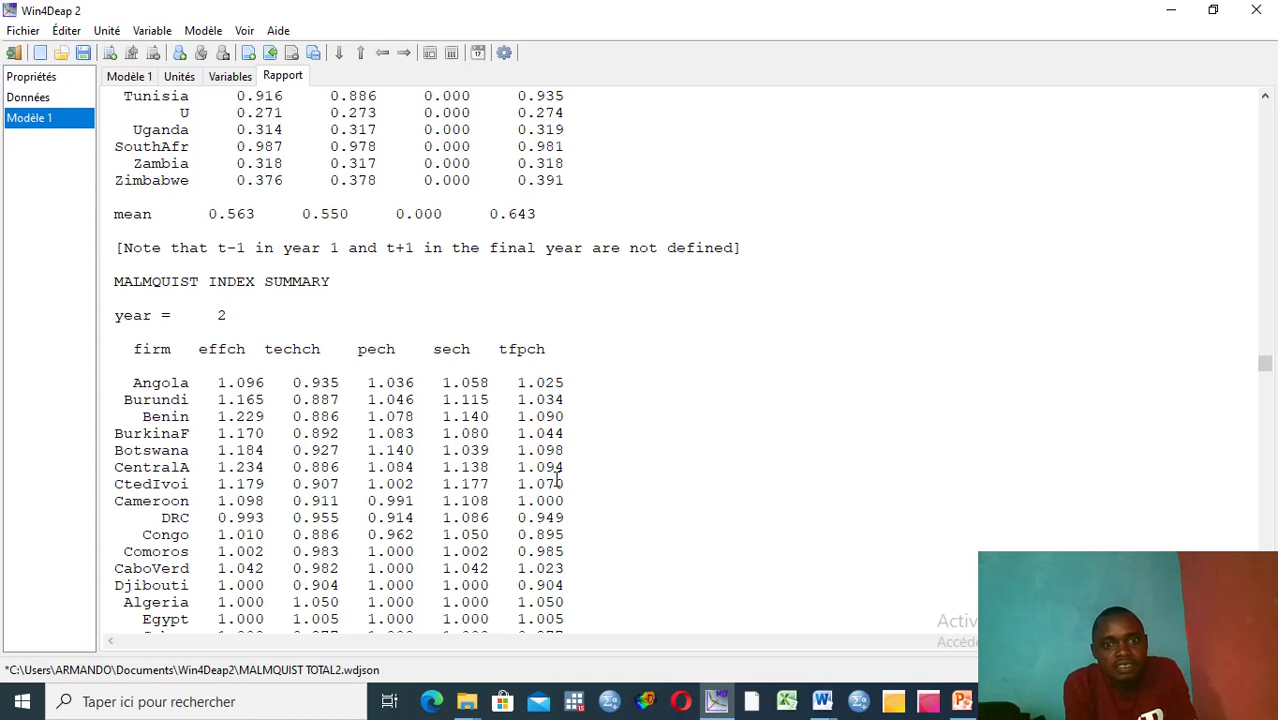 Win4Deap 2
Fichier Éditer Unité Variable Modèle Voir Aide
Propriétés
Données
Modèle 1
Modèle 1 Unités Variables Rapport
Tunisia 0.916 0.886 0.000 0.935
U 0.271 0.273 0.000 0.274
Uganda 0.314 0.317 0.000 0.319
SouthAfr 0.987 0.978 0.000 0.981
Zambia 0.318 0.317 0.000 0.318
Zimbabwe 0.376 0.378 0.000 0.391
mean 0.563 0.550 0.000 0.643
[Note that t-1 in year 1 and t+1 in the final year are not defined]
MALMQUIST INDEX SUMMARY
year = 2
firm effch techch pech sech tfpch
Angola 1.096 0.935 1.036 1.058 1.025
Burundi 1.165 0.887 1.046 1.115 1.034
Benin 1.229 0.886 1.078 1.140 1.090
BurkinaF 1.170 0.892 1.083 1.080 1.044
Botswana 1.184 0.927 1.140 1.039 1.098
CentralA 1.234 0.886 1.084 1.138 1.094
CtedIvoi 1.179 0.907 1.002 1.177 1.070
Cameroon 1.098 0.911 0.991 1.108 1.000
DRC 0.993 0.955 0.914 1.086 0.949
Congo 1.010 0.886 0.962 1.050 0.895
Comoros 1.002 0.983 1.000 1.002 0.985
CaboVerd 1.042 0.982 1.000 1.042 1.023
Djibouti 1.000 0.904 1.000 1.000 0.904
Algeria 1.000 1.050 1.000 1.000 1.050
Egypt 1.000 1.005 1.000 1.000 1.005
Activ
Accéde
*C:\Users\ARMANDO\Documents\Win4Deap2\MALMQUIST TOTAL2.wdjson
Taper ici pour rechercher